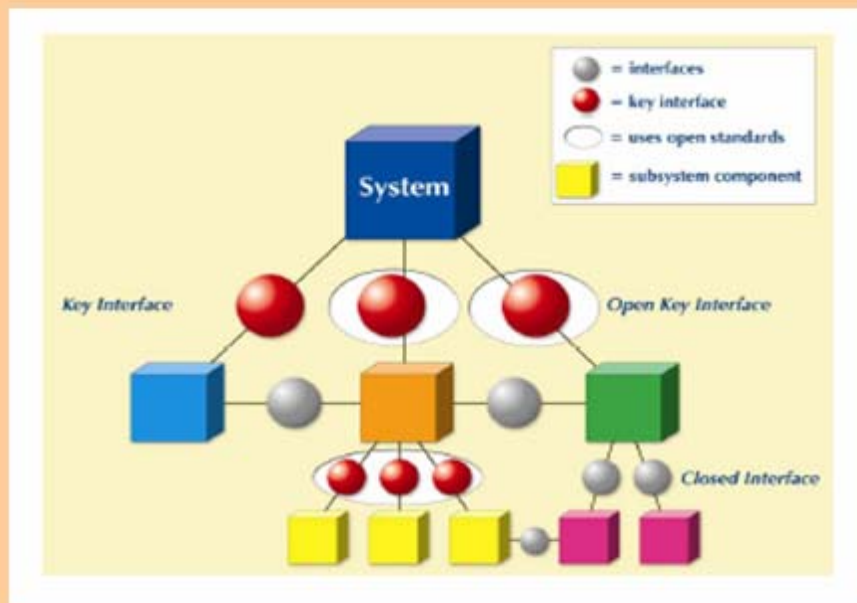 = interfaces
= key interface
= uses open standards
= subsystem component
System
Key Interface
Open Key Interface
Closed Interface